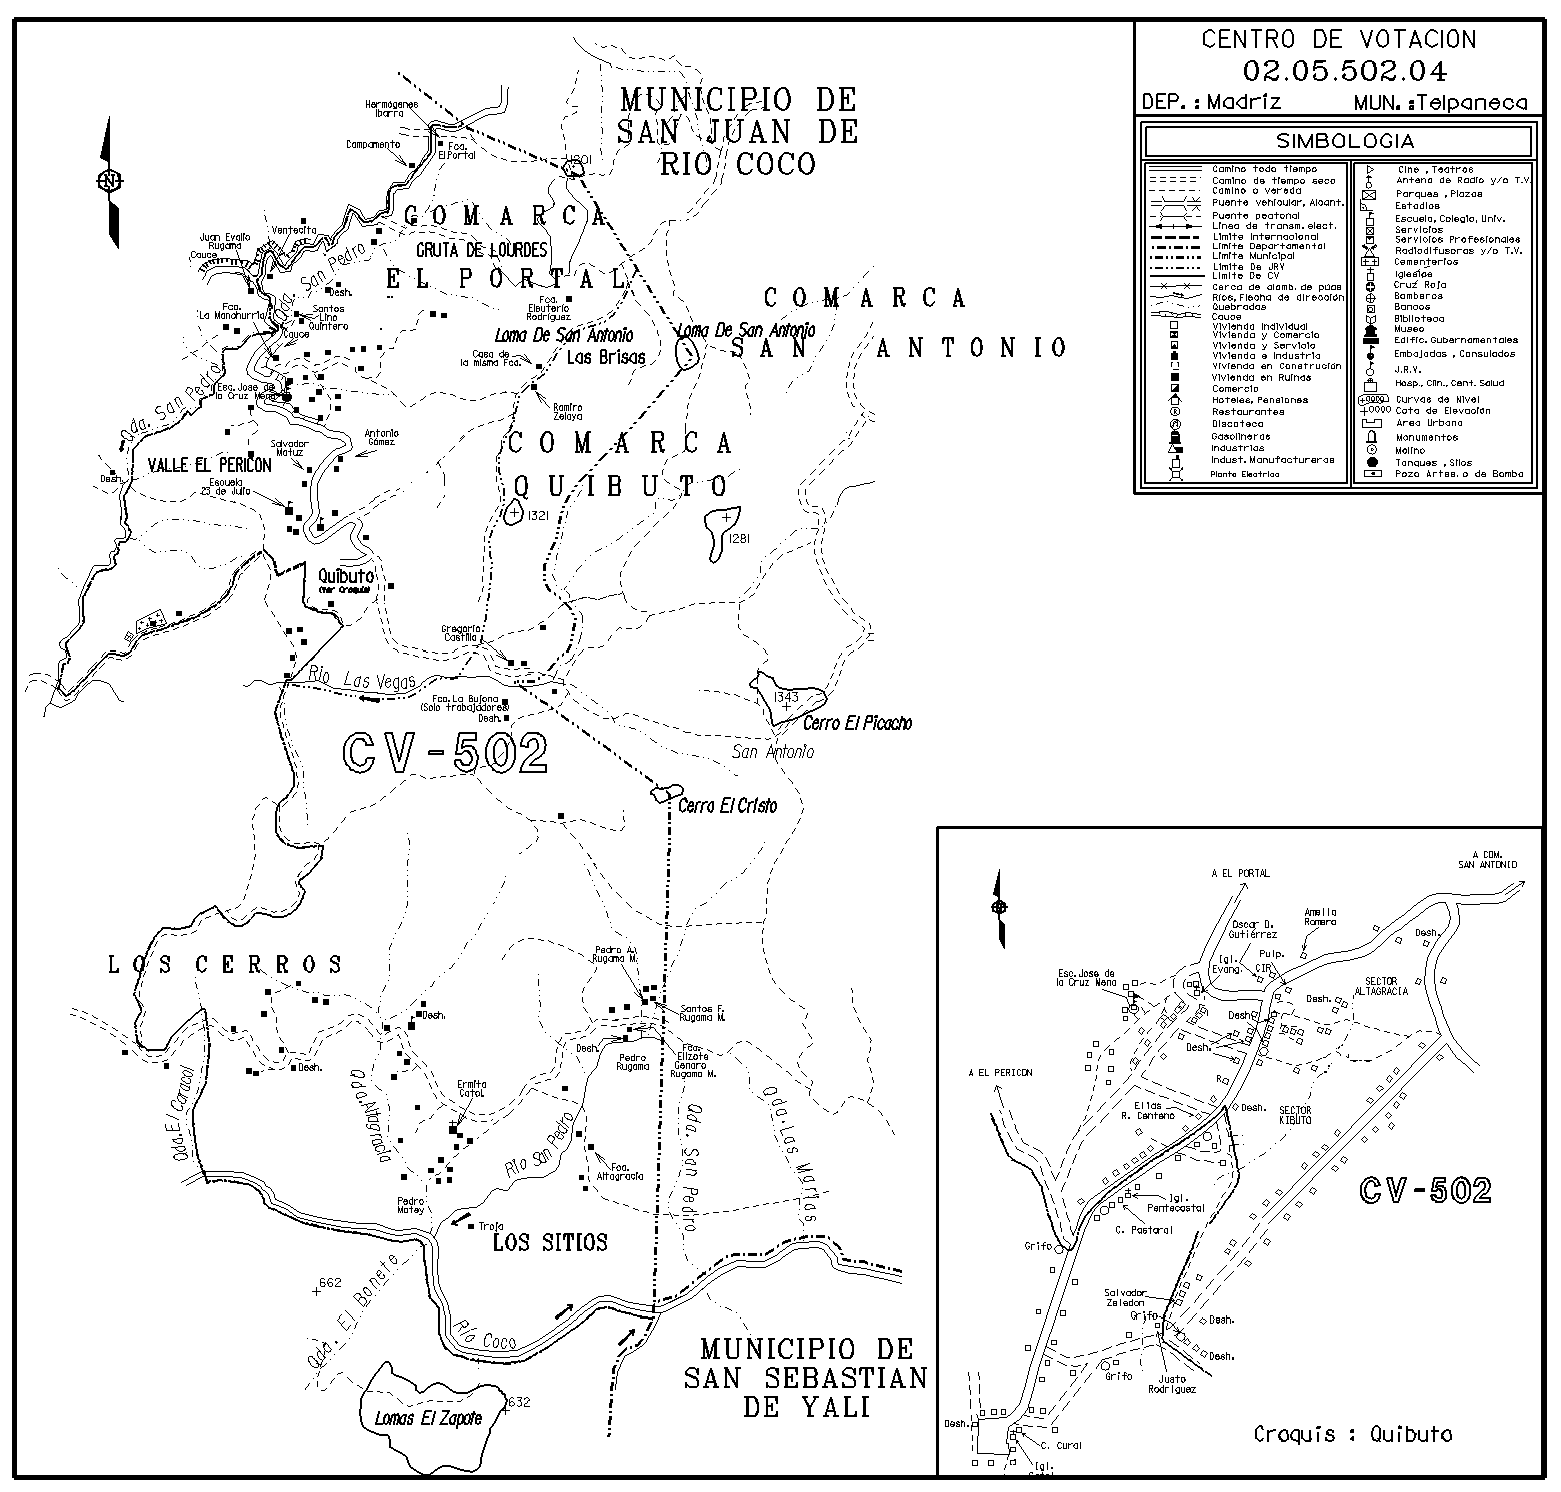 CENTRO DE VOTACION
02.05.502.04
DEP.: Madriz
MUN.:Telpaneca
SIMBOLOGIA
Camino todo tiempo
Camino de tiempo seco
Camino o vereda
Puente vehicular, Alcant.
Puente peatonal
Linea de transm. elect.
Limite Internacional
Limite Departamental
Limite Municipal
Limite De JRV
Limite De CV
Cerca de alamb. de puas
Rios, Flecha de dirección
Quebradas
Cauce
Vivienda Individual
Vivienda y Comercio
Vivienda y Servicio
Vivienda e Industria
Vivienda en Construcion
Vivienda en Ruinas
Comercio
Hoteles, Pensiones
Restaurantes
Discoteca
Gasolineras
Industrias
Indust. Manufactureras
Planta Electrica
Cine , Teatros
Antena de Radio y/o T.V.
Parques , Plazas
Estadios
Escuela, Colegio, Univ.
Servicios
Servicios Profesionales
Radiodifusoras y/o T.V.
Cementerios
Iglesias
Cruz Roja
Bomberos
Bancos
Biblioteca
Museo
Edific. Gubernamentales
Embajadas , Consulados
J.R.V.
Hosp., Clin., Cent. Salud
Curvas de Nivel
Cota de Elevación
Area Urbana
Monumentos
Molino
Tanques , Silos
Pozo Artes. o de Bomba
MUNICIPIO DE
SAN JUAN DE
RIO COCO
Hermógenes
Ibarra
Campamento
Fca.
El Portal
1301
COMARCA
GRUTA DE LOURDES
EL PORTAL
Juan Evalio
Rugama
Cauce
Ventecita
Qda. San Pedro
Desh.
Fca.
La Manchurria
Santos
Lino
Quintero
Cauce
Fca.
Eleuterio
Rodríguez
Loma De San Antonio
Las Brisas
Casa de
la misma Fca.
Ramiro
Zelaya
Loma De San Antonio
COMARCA
SAN ANTONIO
Qda. San Pedro
Esc. Jose de
la Cruz Mena
Salvador
Matuz
Antonio
Gómez
VALLE EL PERICON
Desh.
Escuela
23 de Julio
COMARCA
QUIBUTO
1321
1281
Quibuto
(Ver Croquis)
Gregorio
Castilla
Rio Las Vegas
Fca. La Bujona
(Solo trabajadores)
Desh.
CV-502
1343
Cerro El Picacho
San Antonio
Cerro El Cristo
LOS CERROS
Desh.
Desh.
Pedro A.
Rugama M.
Santos F.
Rugama M.
Desh.
Pedro
Rugama
Fca.
Elizote
Genaro
Rugama M.
Qda. El Caracol
Qda. Altagracia
Ermita
Catol.
Rio San Pedro
Fca.
Altagracia
Qda. San Pedro
Qda. Las Marias
Pedro
Matey
Troja
LOS SITIOS
662
Qda. El Bonete
Rio Coco
632
Lomas El Zapote
MUNICIPIO DE
SAN SEBASTIAN
DE YALI
A COM.
SAN ANTONIO
A EL PORTAL
Oscar D.
Gutiérrez
Amelia
Romero
Desh.
Igl.
Evang.
Pulp.
CIR
Esc. Jose de
la Cruz Mena
SECTOR
ALTAGRACIA
Desh.
Desh.
Desh.
A EL PERICON
R
Elias
R. Centeno
Desh.
SECTOR
KIBUTO
CV-502
Igl.
Pentecostal
C. Pastoral
Grifo
Salvador
Zeledon
Grifo
Desh.
Desh.
Grifo
Justo
Rodriguez
Desh.
C. Cural
Igl.
Croquis : Quibuto